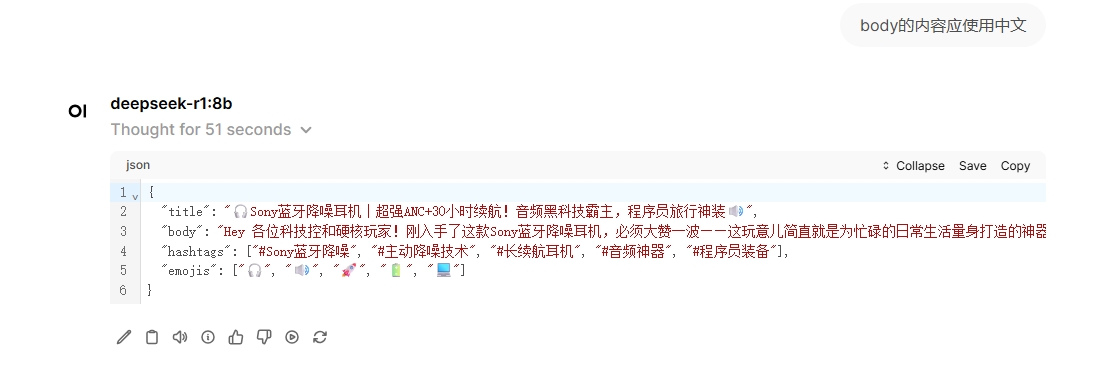 body的内容应使用中文
OI
deepseek-r1:8b
Thought for 51 seconds
json
Collapse Save Copy
1 {
2 "title": "🎧Sony蓝牙降噪耳机｜超强ANC+30小时续航！音频黑科技霸主，程序员旅行神装🔊",
3 "body": "Hey 各位科技控和硬核玩家！刚入手了这款Sony蓝牙降噪耳机，必须大赞一波——这玩意儿简直就是为忙碌的日常生活量身打造的神器
4 "hashtags": ["#Sony蓝牙降噪", "#主动降噪技术", "#长续航耳机", "#音频神器", "#程序员装备"],
5 "emojis": ["🎧", "🔊", "🚀", "🔋", "💻"]
6 }